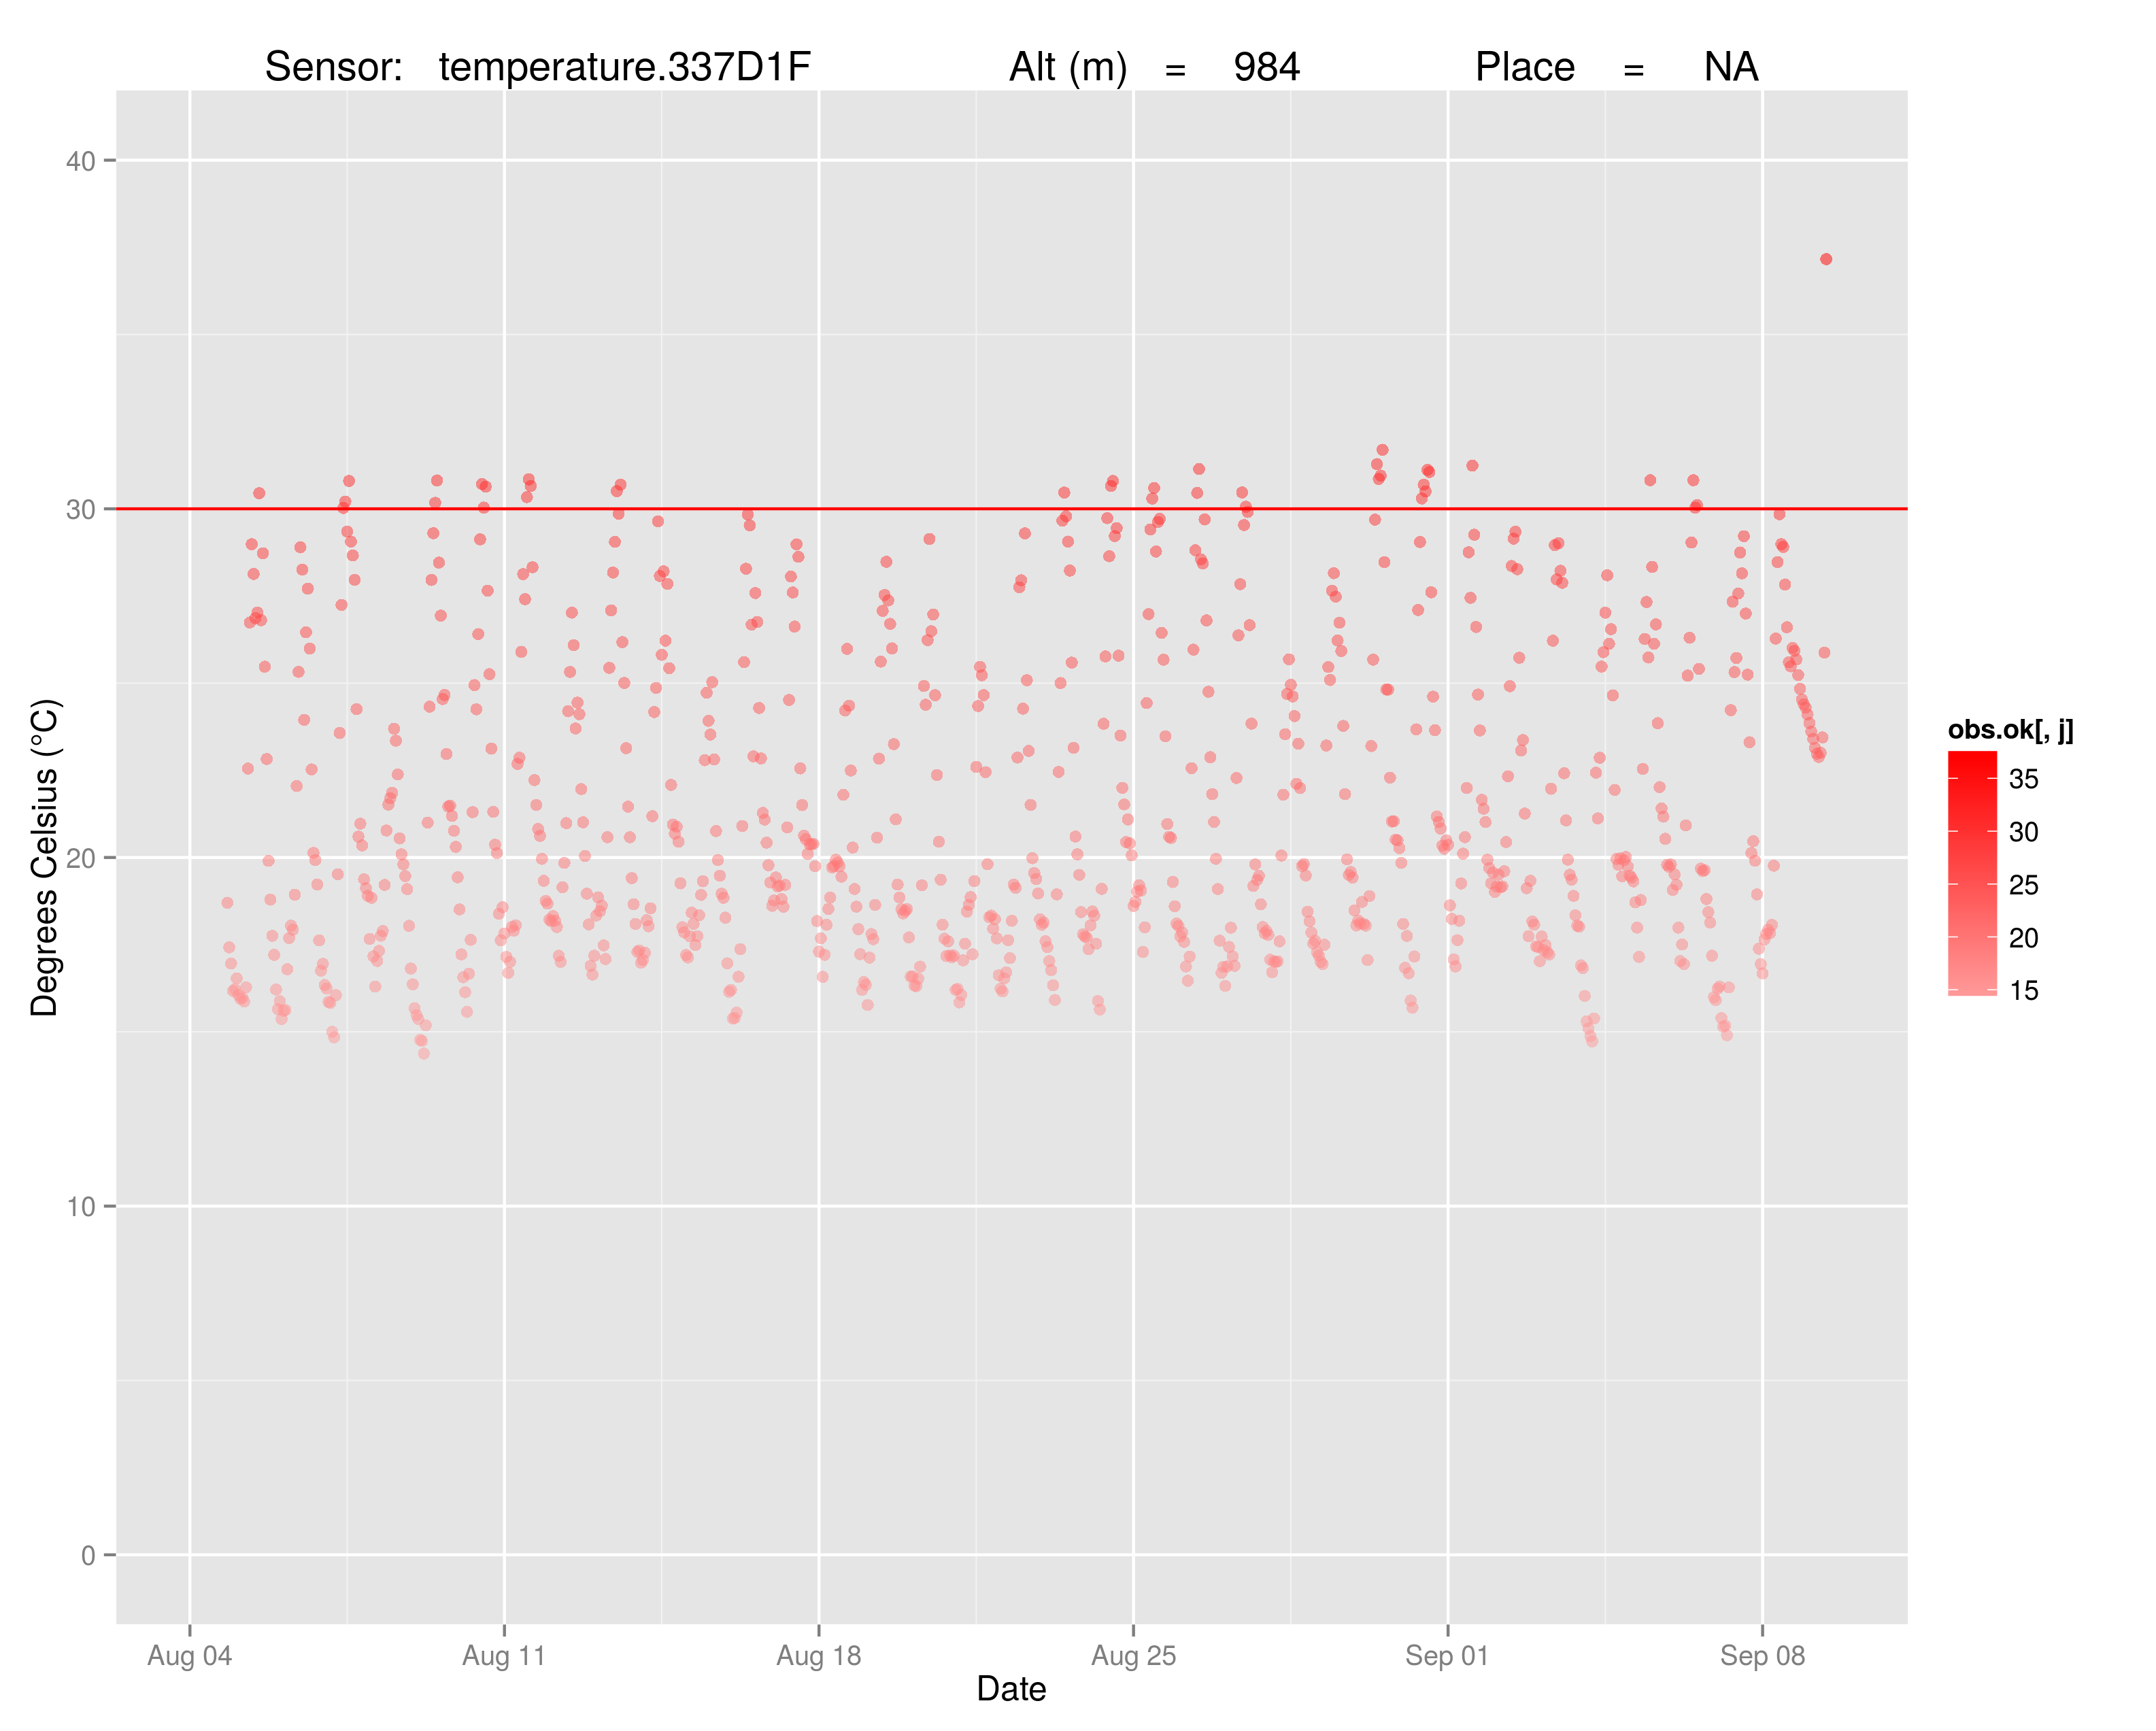 Sensor: temperature.337D1F Alt (m) = 984 Place = NA
40
30
20
10
0
Degrees Celsius (°C)
Aug 04 Aug 11 Aug 18 Aug 25 Sep 01 Sep 08
Date
obs.ok[, j]
35
30
25
20
15